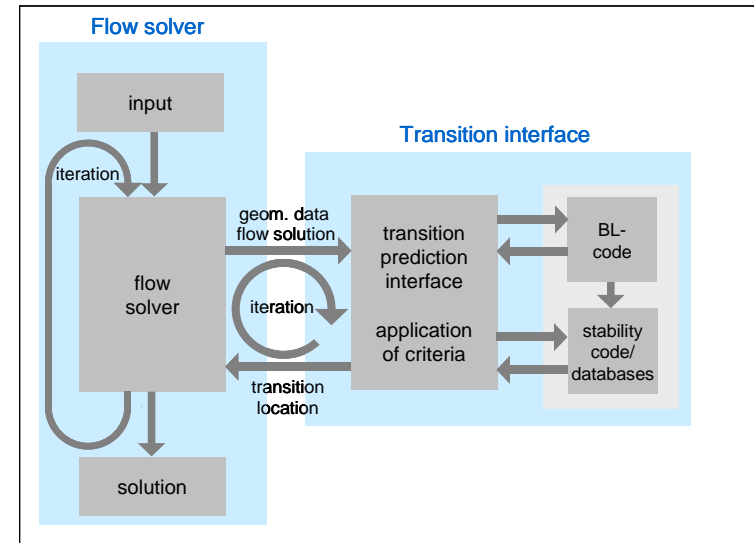 Flow solver
input
iteration
flow
solver
solution
geom. data
flow solution
iteration
transition
location
Transition interface
transition
prediction
interface
application
of criteria
BL-
code
stability
code/
databases